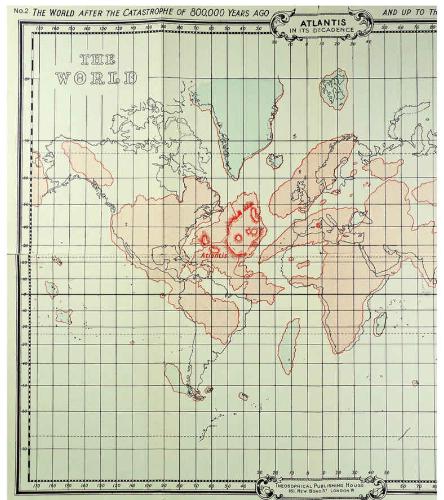 No.2 THE WORLD AFTER THE CATASTROPHE OF 800,000 YEARS AGO
AND UP TO TH
ATLANTIS
IN ITS DECADENCE
THE
WORLD
Atlantis
THEOSOPHICAL PUBLISHING HOUSE
161, NEW BOND ST LONDON W.